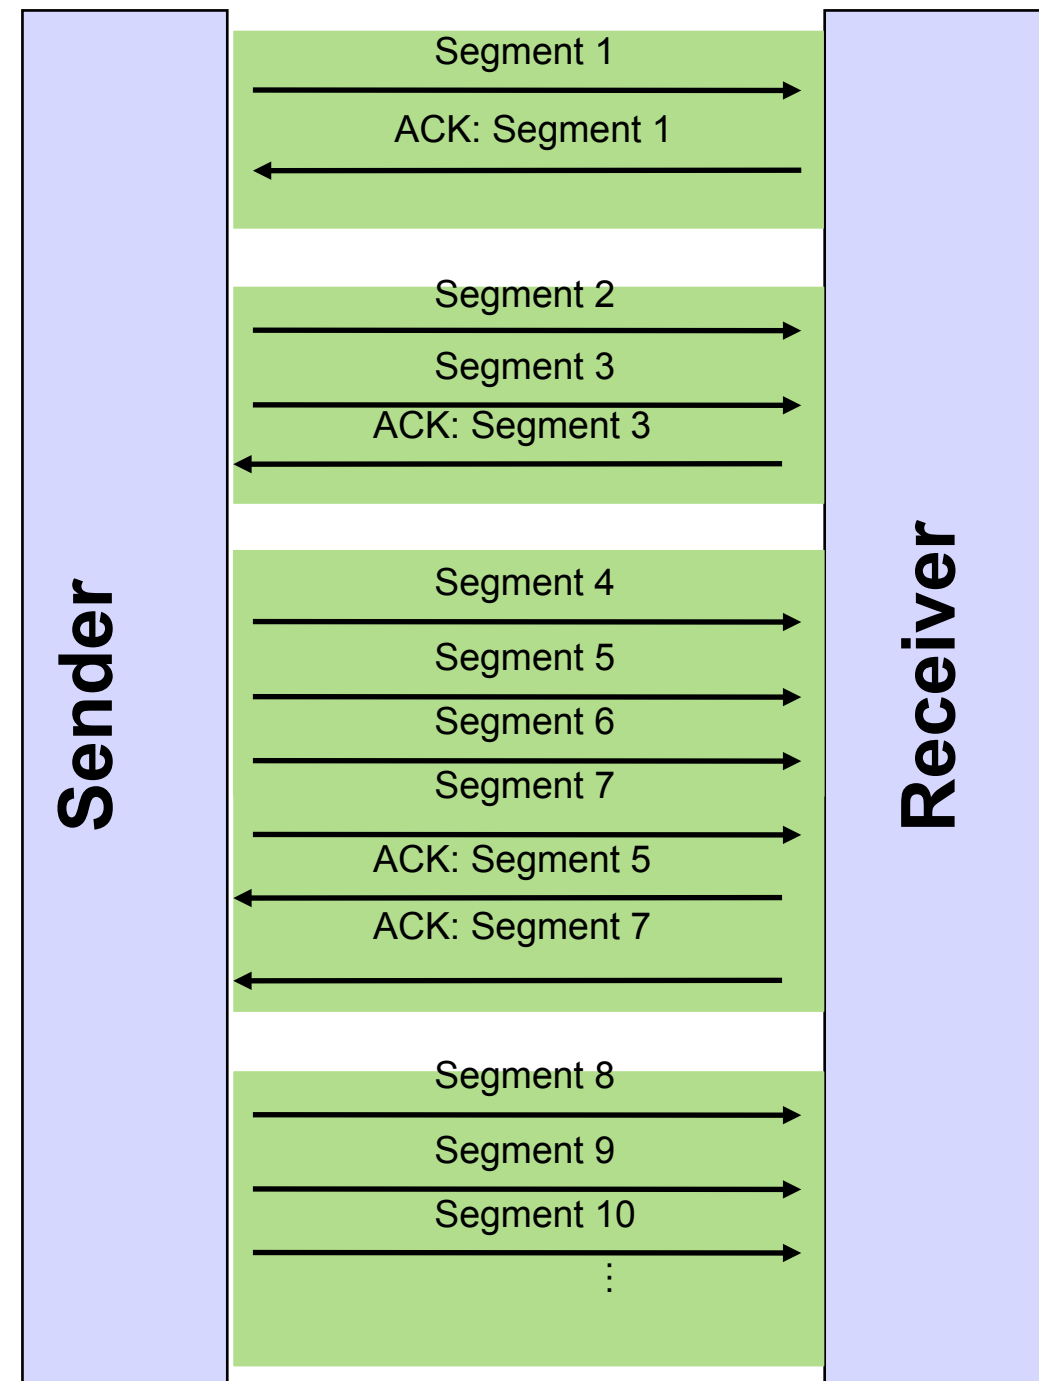 Segment 1
ACK: Segment 1
Segment 2
Segment 3
ACK: Segment 3
Segment 4
Segment 5
Segment 6
Segment 7
ACK: Segment 5
ACK: Segment 7
Segment 8
Segment 9
Segment 10
⋮
Sender
Receiver